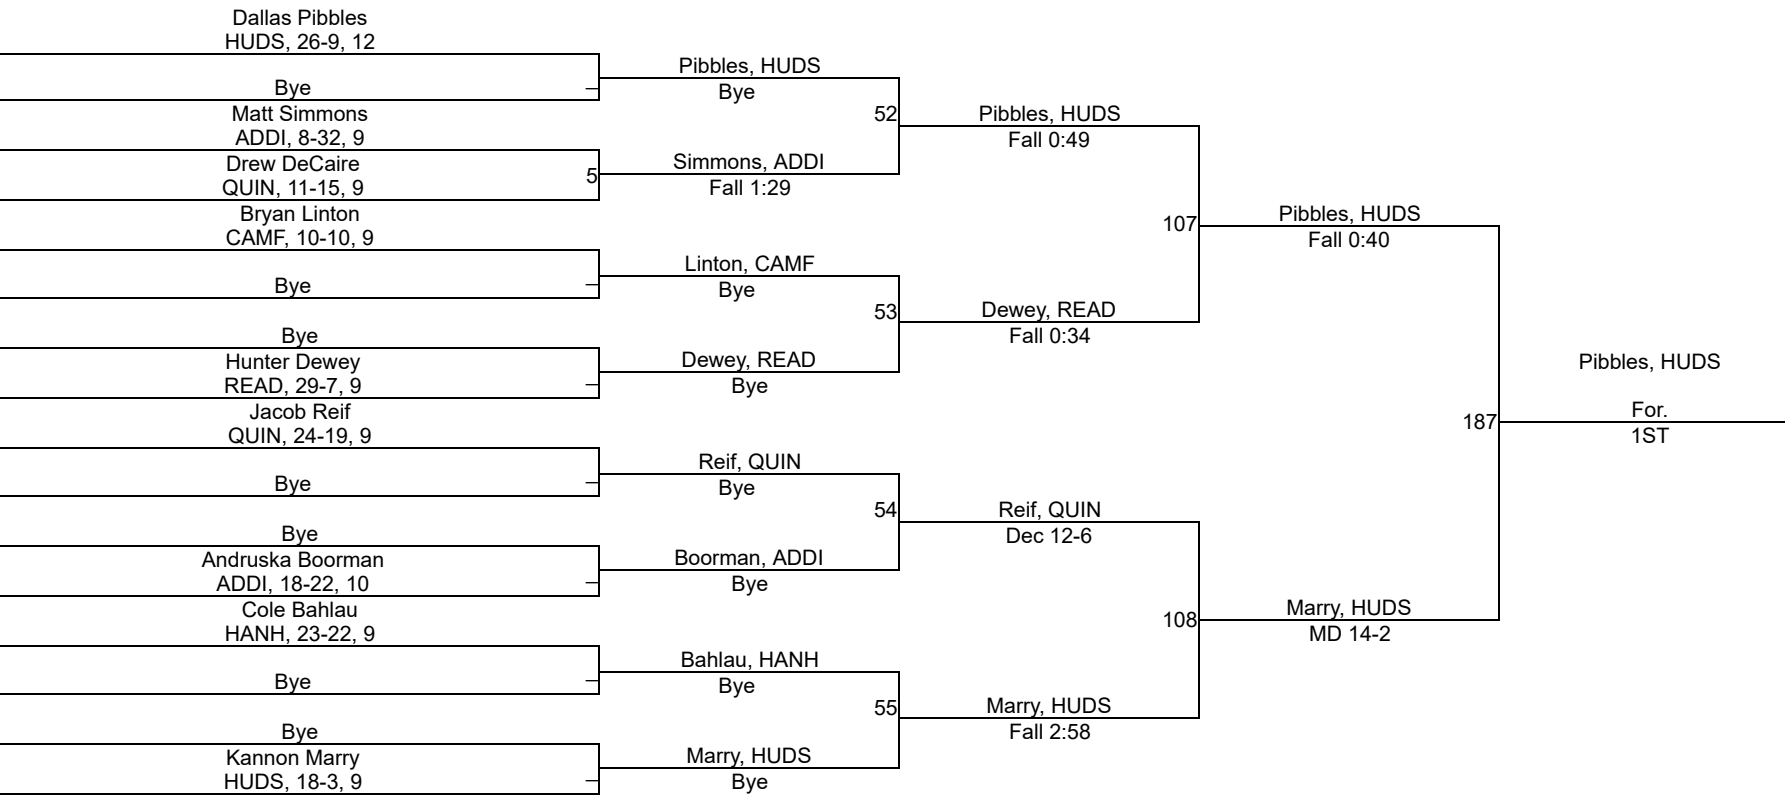 Dallas Pibbles
HUDS, 26-9, 12
Bye
Matt Simmons
ADDI, 8-32, 9
Drew DeCaire
QUIN, 11-15, 9
5
Bryan Linton
CAMF, 10-10, 9
Bye
Bye
Hunter Dewey
READ, 29-7, 9
Jacob Reif
QUIN, 24-19, 9
Bye
Bye
Andruska Boorman
ADDI, 18-22, 10
Cole Bahlau
HANH, 23-22, 9
Bye
Bye
Kannon Marry
HUDS, 18-3, 9
Pibbles, HUDS
Bye
52
Simmons, ADDI
Fall 1:29
Linton, CAMF
Bye
53
Dewey, READ
Bye
Reif, QUIN
Bye
54
Boorman, ADDI
Bye
Bahlau, HANH
Bye
55
Marry, HUDS
Bye
Pibbles, HUDS
Fall 0:49
107
Dewey, READ
Fall 0:34
Reif, QUIN
Dec 12-6
108
Marry, HUDS
Fall 2:58
Pibbles, HUDS
Fall 0:40
187
Marry, HUDS
MD 14-2
Pibbles, HUDS
For.
1ST